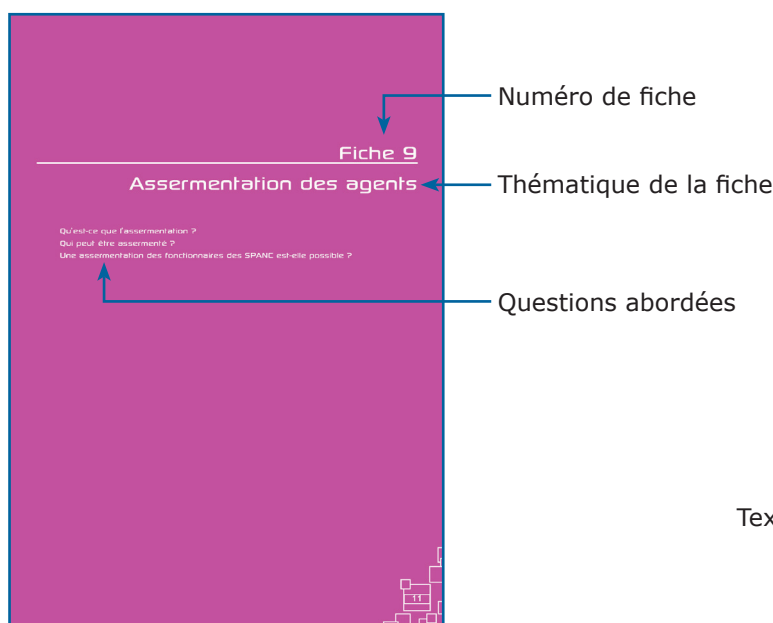 Numéro de fiche
Fiche 9
Assermentation des agents
Thématique de la fiche
Qu'est-ce que l'assermentation ?
Qui peut être assermenté ?
Une assermentation des fonctionnaires des SPANC est-elle possible ?
Questions abordées
Tex
11